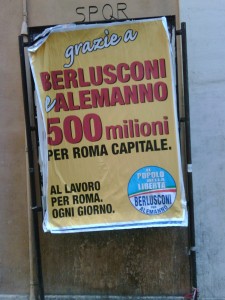 SPQR
grazie a
BERLUSCONI
e ALEMANNO
500 milioni
PER ROMA CAPITALE.
AL LAVORO
PER ROMA.
OGNI GIORNO.
IL
POPOLO
DELLA
LIBERTÀ
BERLUSCONI
ALEMANNO